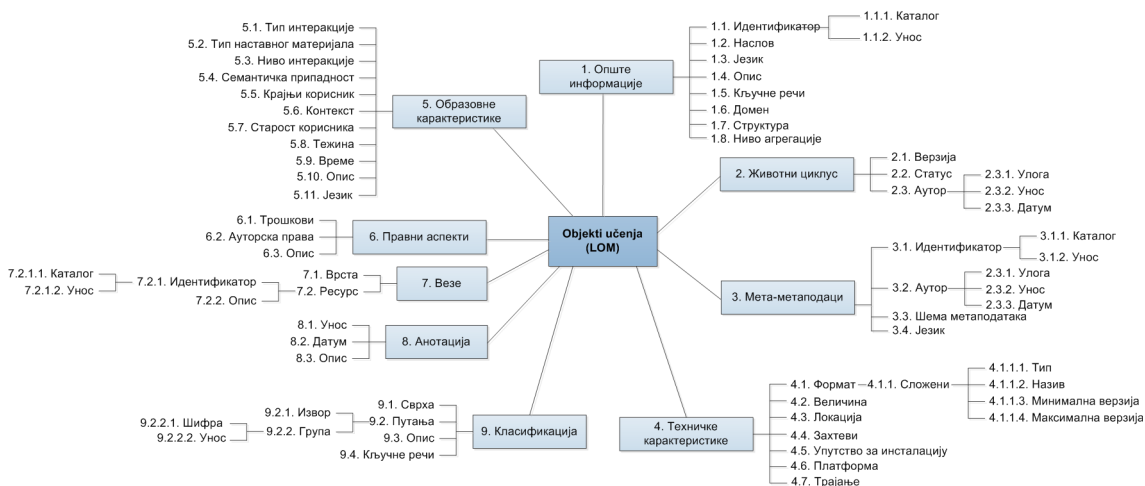 Objekti učenja
(LOM)
1. Опште
информације
1.1. Идентификатор
1.1.1. Каталог
1.1.2. Унос
1.2. Наслов
1.3. Језик
1.4. Опис
1.5. Кључне речи
1.6. Домен
1.7. Структура
1.8. Ниво агрегације
2. Животни циклус
2.1. Верзија
2.2. Статус
2.3. Аутор
2.3.1. Улога
2.3.2. Унос
2.3.3. Датум
3. Мета-метаподаци
3.1. Идентификатор
3.1.1. Каталог
3.1.2. Унос
3.2. Аутор
2.3.1. Улога
2.3.2. Унос
2.3.3. Датум
3.3. Шема метаподатака
3.4. Језик
4. Техничке
карактеристике
4.1. Формат
4.1.1. Сложени
4.1.1.1. Тип
4.1.1.2. Назив
4.1.1.3. Минимална верзија
4.1.1.4. Максимална верзија
4.2. Величина
4.3. Локација
4.4. Захтеви
4.5. Упутство за инсталацију
4.6. Платформа
4.7. Трајање
5. Образовне
карактеристике
5.1. Тип интеракције
5.2. Тип наставног материјала
5.3. Ниво интеракције
5.4. Семантичка припадност
5.5. Крајњи корисник
5.6. Контекст
5.7. Старост корисника
5.8. Тежина
5.9. Време
5.10. Опис
5.11. Језик
6. Правни аспекти
6.1. Трошкови
6.2. Ауторска права
6.3. Опис
7. Везе
7.1. Врста
7.2. Ресурс
7.2.1. Идентификатор
7.2.1.1. Каталог
7.2.1.2. Унос
7.2.2. Опис
8. Анотација
8.1. Унос
8.2. Датум
8.3. Опис
9. Класификација
9.1. Сврха
9.2. Путања
9.2.1. Извор
9.2.2. Група
9.2.2.1. Шифра
9.2.2.2. Унос
9.3. Опис
9.4. Кључне речи